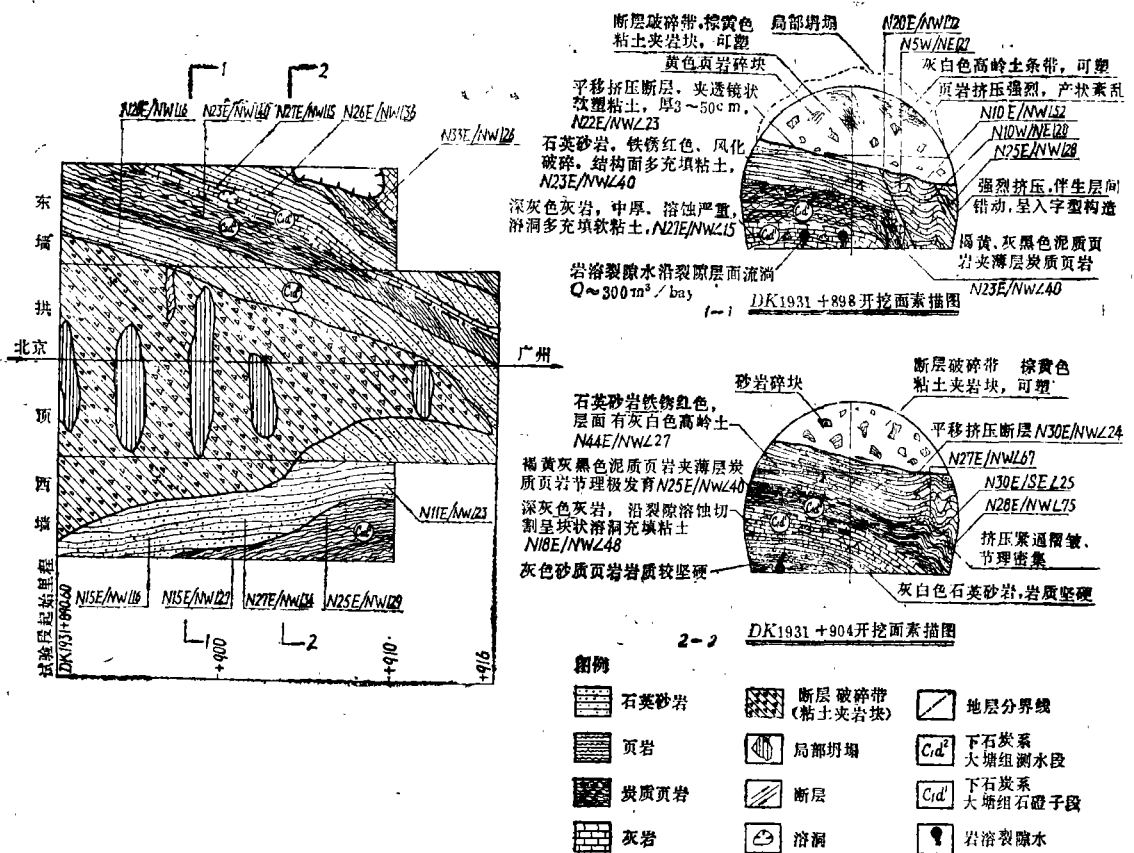 1
2
N28E/NW∠16
N23E/NW∠40
N27E/NW∠15
N26E/NW∠36
N33E/NW∠26
东
墙
拱
顶
西
墙
北京
广州
N11E/NW∠23
N15E/NW∠16
N15E/NW∠27
N27E/NW∠36
N25E/NW∠29
1
2
试验段起始里程
DK1931+890.60
+900
+910
+916
断层破碎带,棕黄色
粘土夹岩块,可塑
局部坍塌
N5W/NE∠27
黄色页岩碎块
灰白色高岭土条带,可塑
页岩挤压强烈,产状紊乱
平移挤压断层,夹透镜状
软塑粘土,厚3~50cm,
N22E/NW∠23
N10E/NW∠52
N10W/NE∠20
N25E/NW∠28
石英砂岩,铁锈红色、风化
破碎,结构面多充填粘土,
N23E/NW∠40
强烈挤压,伴生层间
错动,呈入字型构造
深灰色灰岩,中厚,溶蚀严重,
溶洞多充填软粘土,N27E/NW∠15
褐黄、灰黑色泥质页
岩夹薄层炭质页岩
N23E/NW∠40
岩溶裂隙水沿裂隙层面流淌
Q≈300m³/bay
1-1
DK1931+898开挖面素描图
断层破碎带 棕黄色
粘土夹岩块,可塑
砂岩碎块
石英砂岩铁锈红色,
层面有灰白色高岭土
N44E/NW∠27
平移挤压断层N30E/NW∠24
N27E/NW∠67
N30E/SE∠25
N28E/NW∠75
褐黄灰黑色泥质页岩夹薄层炭
质页岩节理极发育N25E/NW∠40
深灰色灰岩,沿裂隙溶蚀切
割呈块状溶洞充填粘土
N18E/NW∠48
挤压紧逼褶皱、
节理密集
灰色砂质页岩岩质较坚硬
灰白色石英砂岩,岩质坚硬
2-2
DK1931+904开挖面素描图
图例
石英砂岩
断层破碎带
(粘土夹岩块)
地层分界线
页岩
局部坍塌
C₁d²
下石炭系
大塘组测水段
炭质页岩
断层
C₁d¹
下石炭系
大塘组石磴子段
灰岩
溶洞
岩溶裂隙水